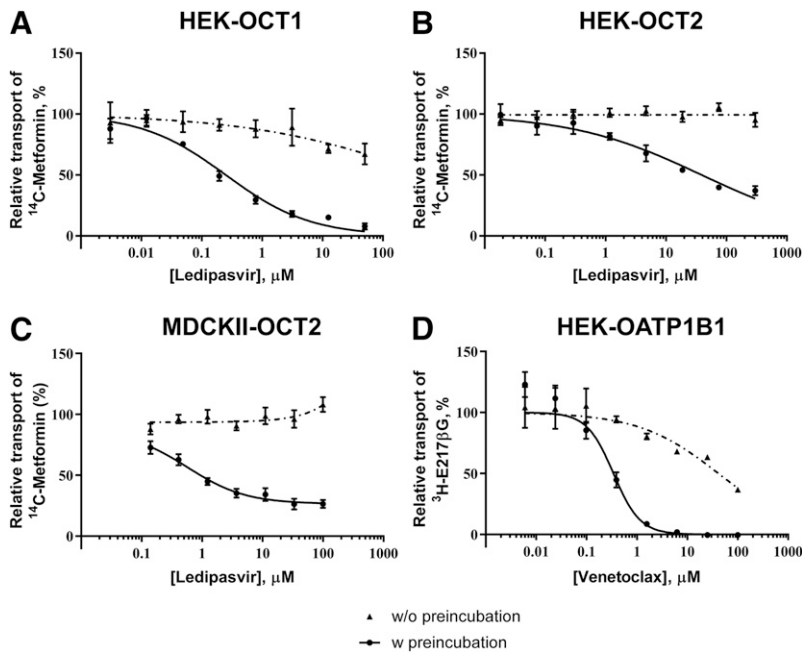 A
HEK-OCT1
Relative transport of
14C-Metformin, %
150
100
50
0
0.01
0.1
1
10
100
[Ledipasvir], μM
B
HEK-OCT2
Relative transport of
14C-Metformin, %
150
100
50
0
0.1
1
10
100
1000
[Ledipasvir], μM
C
MDCKII-OCT2
Relative transport of
14C-Metformin (%)
150
100
50
0
0.1
1
10
100
1000
[Ledipasvir], μM
D
HEK-OATP1B1
Relative transport of
3H-E217βG, %
150
100
50
0
0.01
0.1
1
10
100
1000
[Venetoclax], μM
w/o preincubation
w preincubation